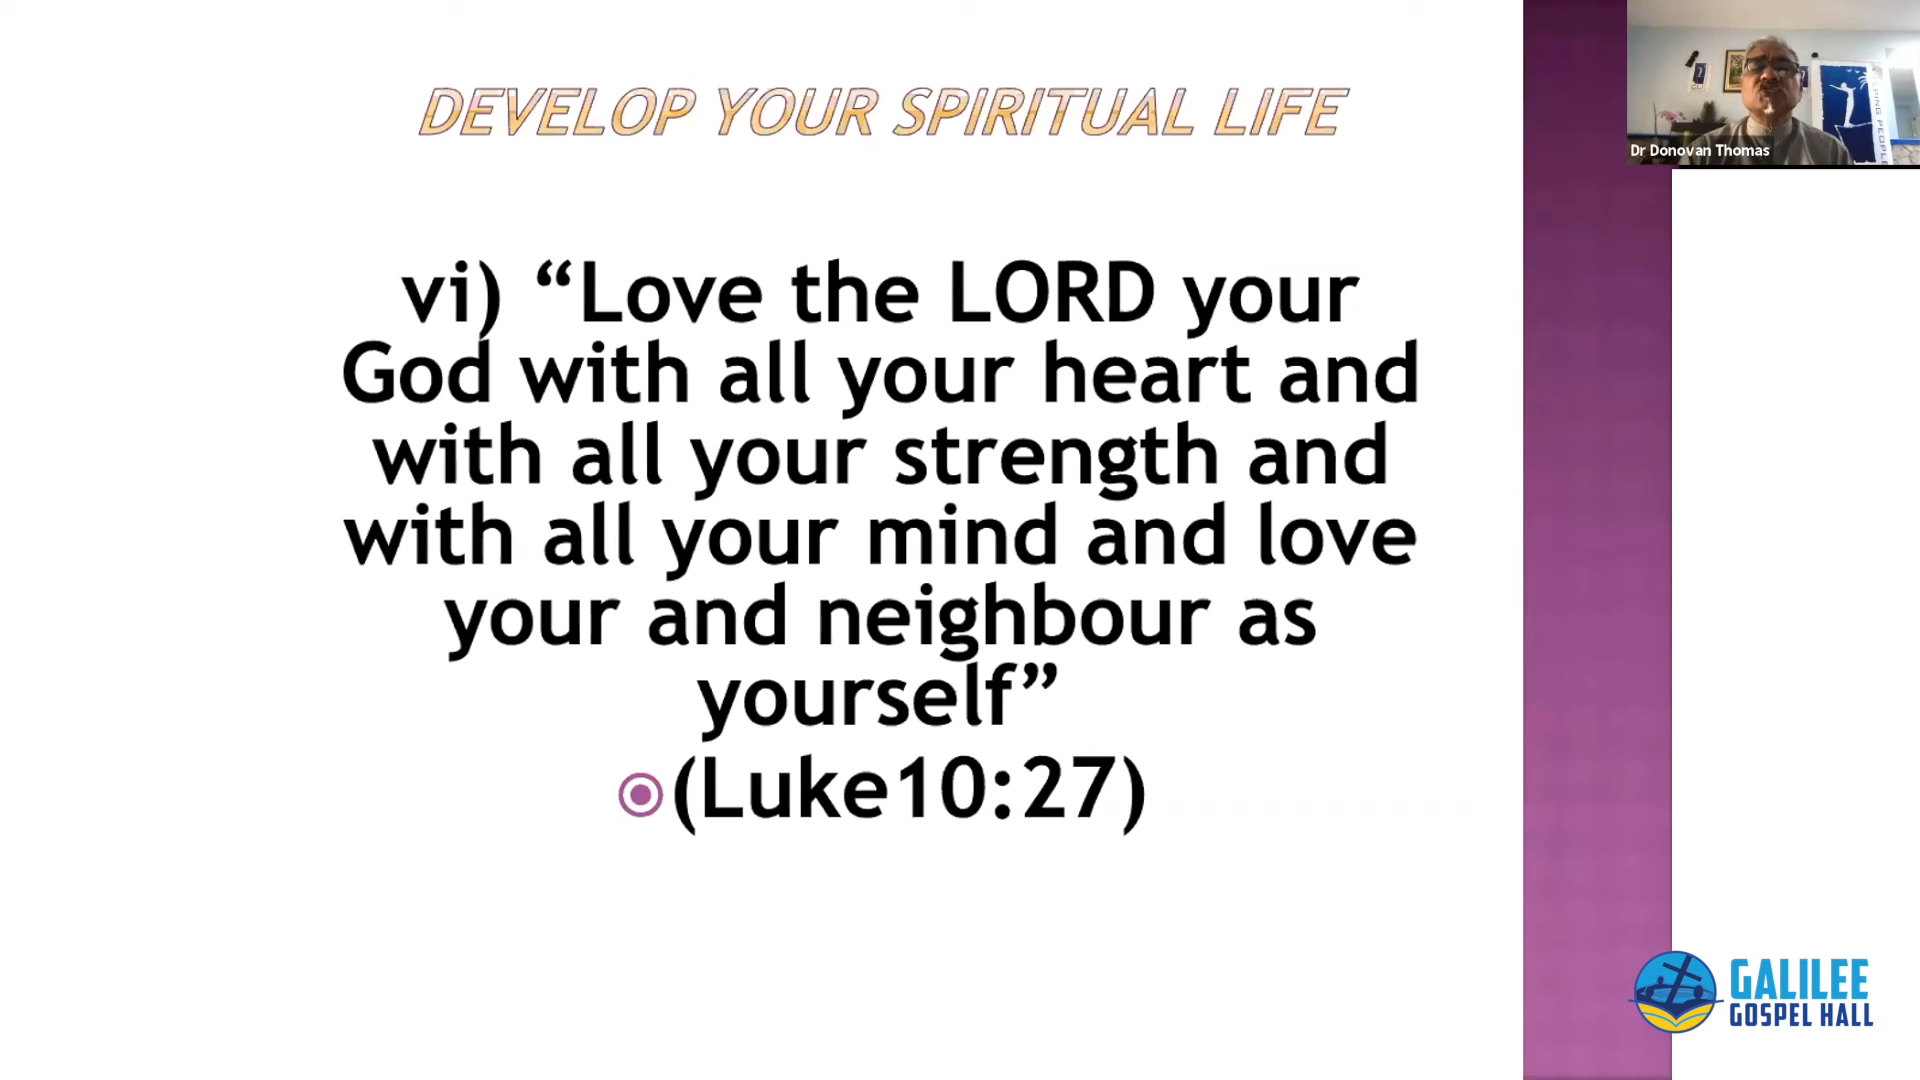 DEVELOP YOUR SPIRITUAL LIFE
vi) “Love the LORD your
God with all your heart and
with all your strength and
with all your mind and love
your and neighbour as
yourself”
(Luke10:27)
Dr Donovan Thomas
PING PEOPLE
GALILEE
GOSPEL HALL